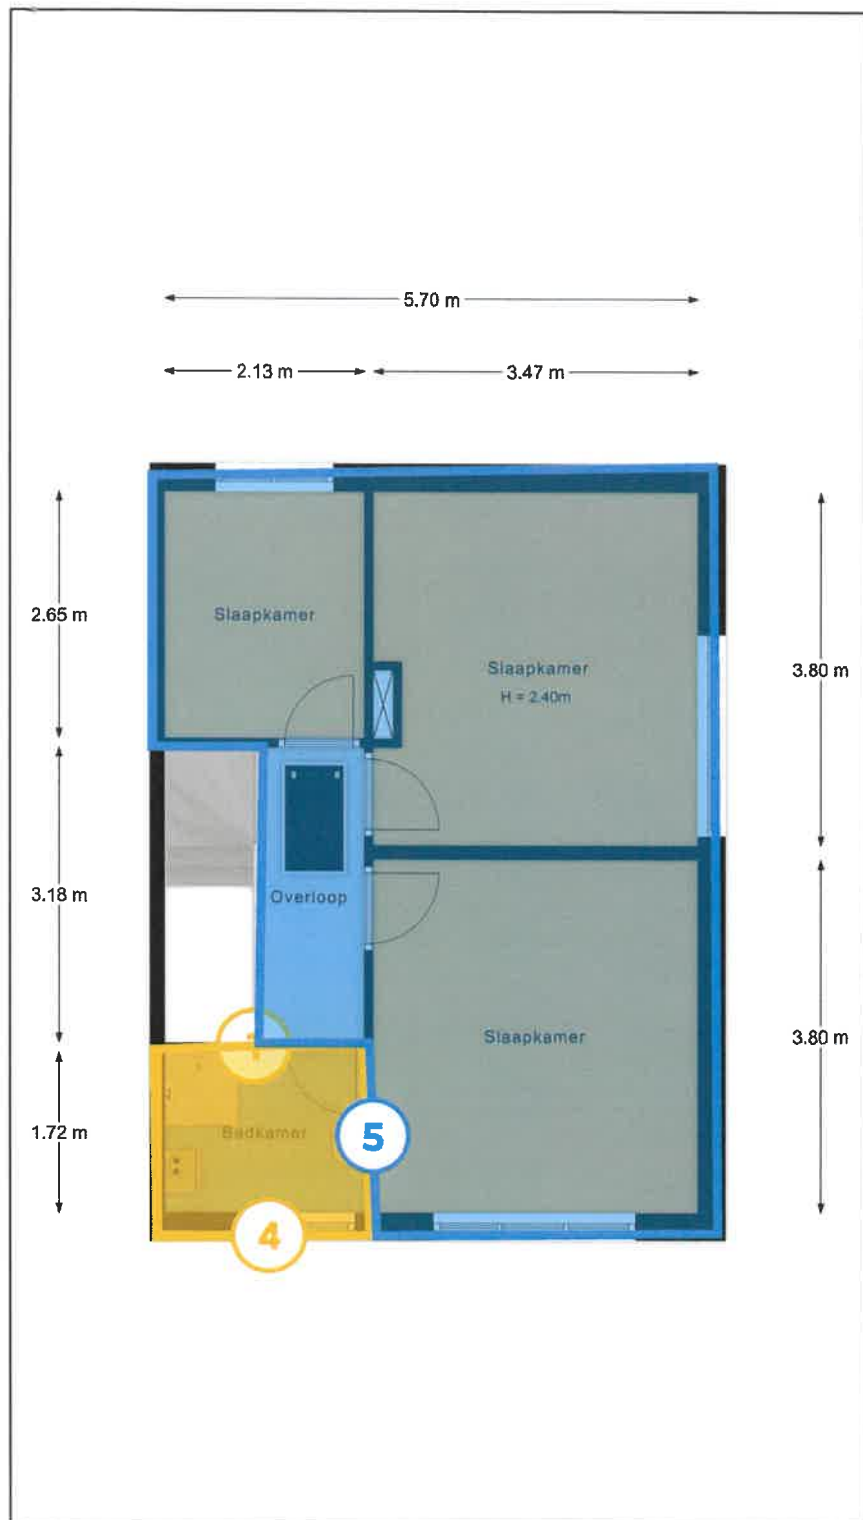 5.70 m
2.13 m
3.47 m
2.65 m
Slaapkamer
Slaapkamer
H = 2.40m
3.80 m
3.18 m
Overloop
Slaapkamer
3.80 m
1.72 m
Badkamer
5
4